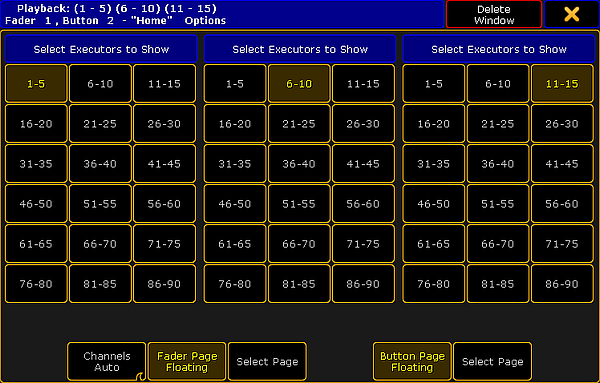 Playback: (1 - 5) (6 - 10) (11 - 15)
Fader 1 , Button 2 - "Home" Options
Delete
Window
Select Executors to Show Select Executors to Show Select Executors to Show
1-5 6-10 11-15 1-5 6-10 11-15 1-5 6-10 11-15
16-20 21-25 26-30 16-20 21-25 26-30 16-20 21-25 26-30
31-35 36-40 41-45 31-35 36-40 41-45 31-35 36-40 41-45
46-50 51-55 56-60 46-50 51-55 56-60 46-50 51-55 56-60
61-65 66-70 71-75 61-65 66-70 71-75 61-65 66-70 71-75
76-80 81-85 86-90 76-80 81-85 86-90 76-80 81-85 86-90
Channels
Auto
Fader Page
Floating
Select Page
Button Page
Floating
Select Page